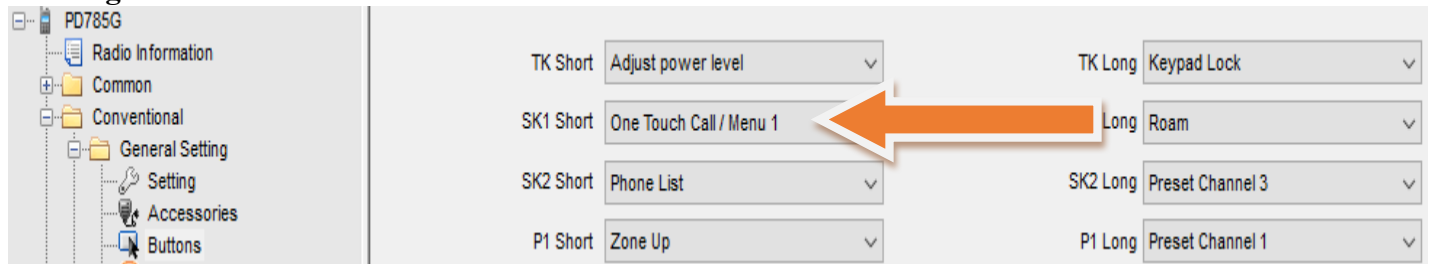 PD785G
Radio Information
Common
Conventional
General Setting
Setting
Accessories
Buttons
TK Short Adjust power level TK Long Keypad Lock
SK1 Short One Touch Call / Menu 1 Long Roam
SK2 Short Phone List SK2 Long Preset Channel 3
P1 Short Zone Up P1 Long Preset Channel 1